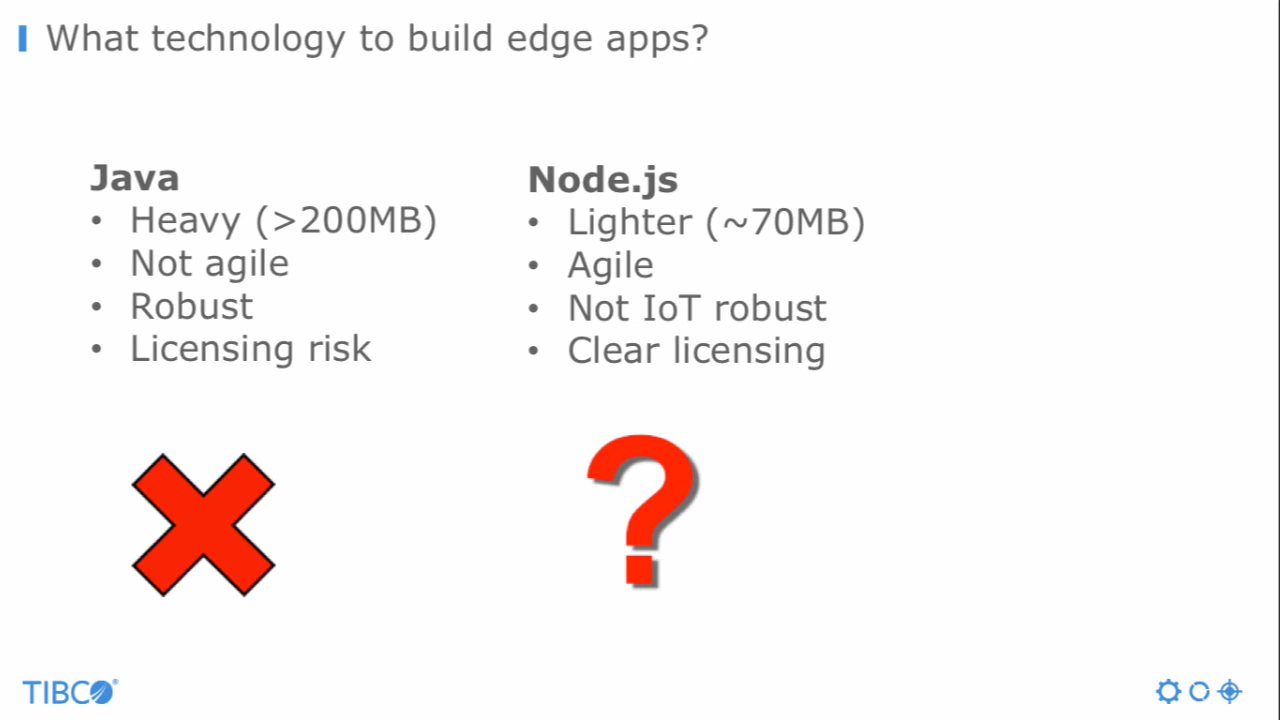 What technology to build edge apps?
Java
• Heavy (>200MB)
• Not agile
• Robust
• Licensing risk
Node.js
• Lighter (~70MB)
• Agile
• Not IoT robust
• Clear licensing
?
TIBCO®